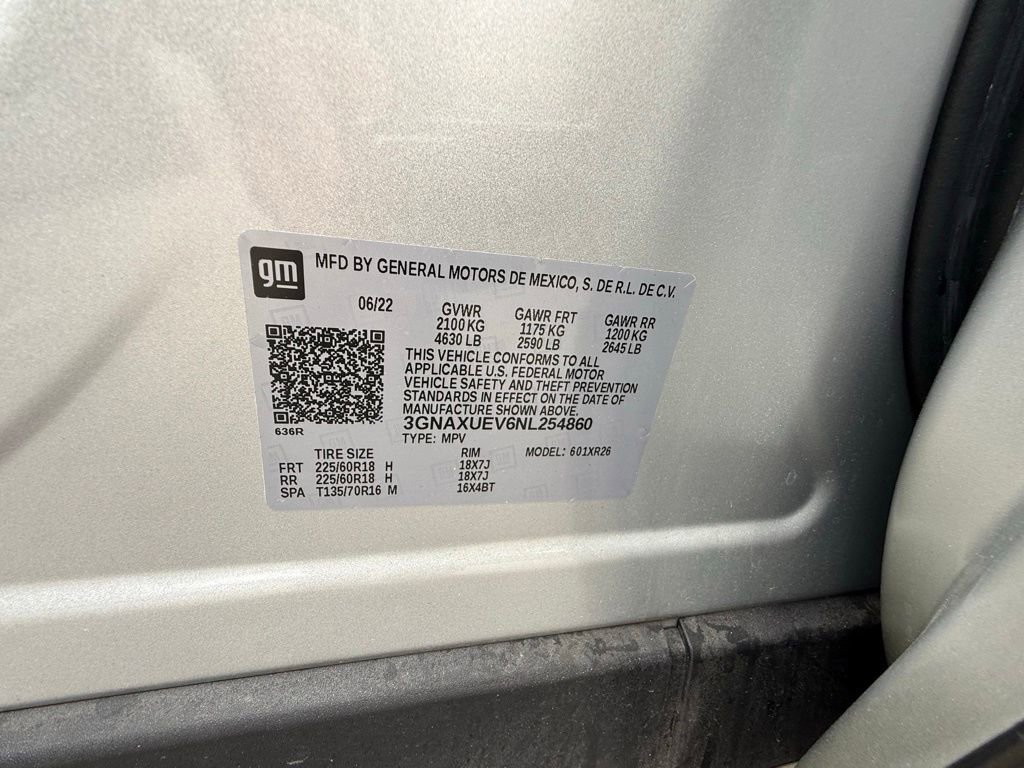 gm
MFD BY GENERAL MOTORS DE MEXICO, S. DE R.L. DE C.V.
06/22 GVWR GAWR FRT GAWR RR
2100 KG 1175 KG 1200 KG
4630 LB 2590 LB 2645 LB
THIS VEHICLE CONFORMS TO ALL
APPLICABLE U.S. FEDERAL MOTOR
VEHICLE SAFETY AND THEFT PREVENTION
STANDARDS IN EFFECT ON THE DATE OF
MANUFACTURE SHOWN ABOVE.
636R
3GNAXUEV6NL254860
TYPE: MPV MODEL: 601XR26
TIRE SIZE RIM
FRT 225/60R18 H 18X7J
RR 225/60R18 H 18X7J
SPA T135/70R16 M 16X4BT